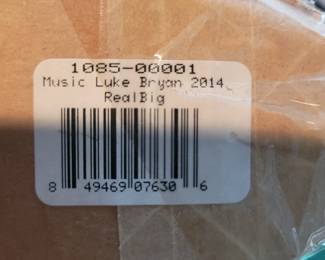 1085-00001
Music Luke Bryan 2014
RealBig
8 49469 07630 6